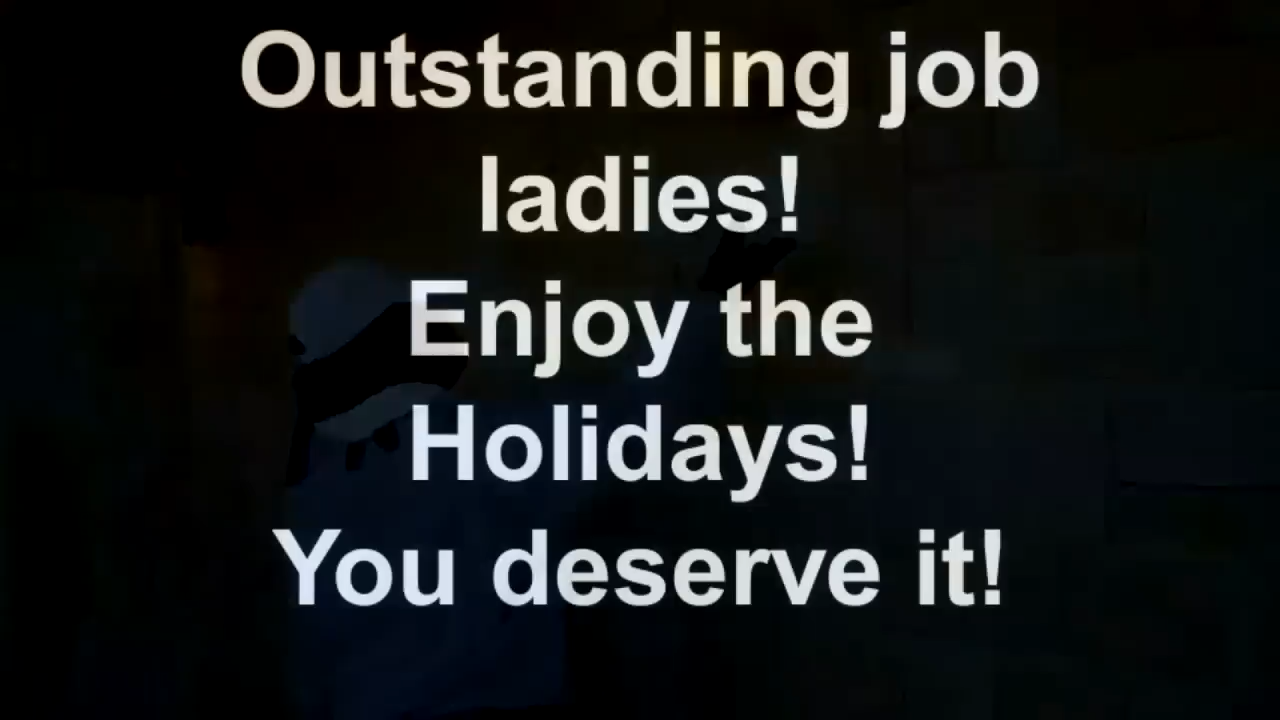 Outstanding job
ladies!
Enjoy the
Holidays!
You deserve it!